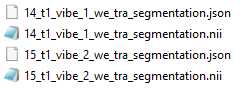 14_t1_vibe_1_we_tra_segmentation.json
14_t1_vibe_1_we_tra_segmentation.nii
15_t1_vibe_2_we_tra_segmentation.json
15_t1_vibe_2_we_tra_segmentation.nii